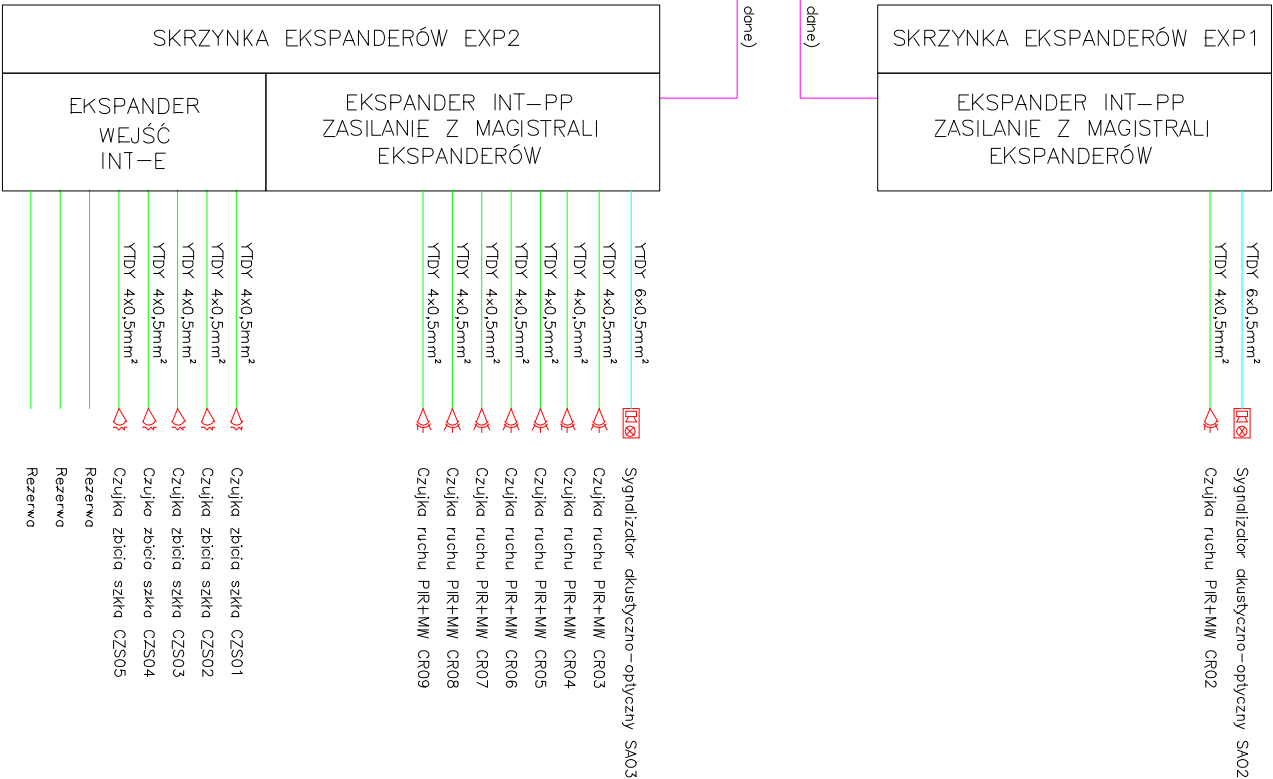 SKRZYNKA EKSPANDERÓW EXP2
EKSPANDER
WEJŚĆ
INT-E
EKSPANDER INT-PP
ZASILANIE Z MAGISTRALI
EKSPANDERÓW
dane)
dane)
SKRZYNKA EKSPANDERÓW EXP1
EKSPANDER INT-PP
ZASILANIE Z MAGISTRALI
EKSPANDERÓW
YTDY 4x0,5mm²
YTDY 4x0,5mm²
YTDY 4x0,5mm²
YTDY 4x0,5mm²
YTDY 4x0,5mm²
YTDY 4x0,5mm²
YTDY 4x0,5mm²
YTDY 4x0,5mm²
YTDY 4x0,5mm²
YTDY 4x0,5mm²
YTDY 4x0,5mm²
YTDY 4x0,5mm²
YTDY 6x0,5mm²
YTDY 4x0,5mm²
YTDY 6x0,5mm²
Rezerwa
Rezerwa
Rezerwa
Czujka zbicia szkła CZS05
Czujka zbicia szkła CZS04
Czujka zbicia szkła CZS03
Czujka zbicia szkła CZS02
Czujka zbicia szkła CZS01
Czujka ruchu PIR+MW CR09
Czujka ruchu PIR+MW CR08
Czujka ruchu PIR+MW CR07
Czujka ruchu PIR+MW CR06
Czujka ruchu PIR+MW CR05
Czujka ruchu PIR+MW CR04
Czujka ruchu PIR+MW CR03
Sygnalizator akustyczno-optyczny SA03
Czujka ruchu PIR+MW CR02
Sygnalizator akustyczno-optyczny SA02